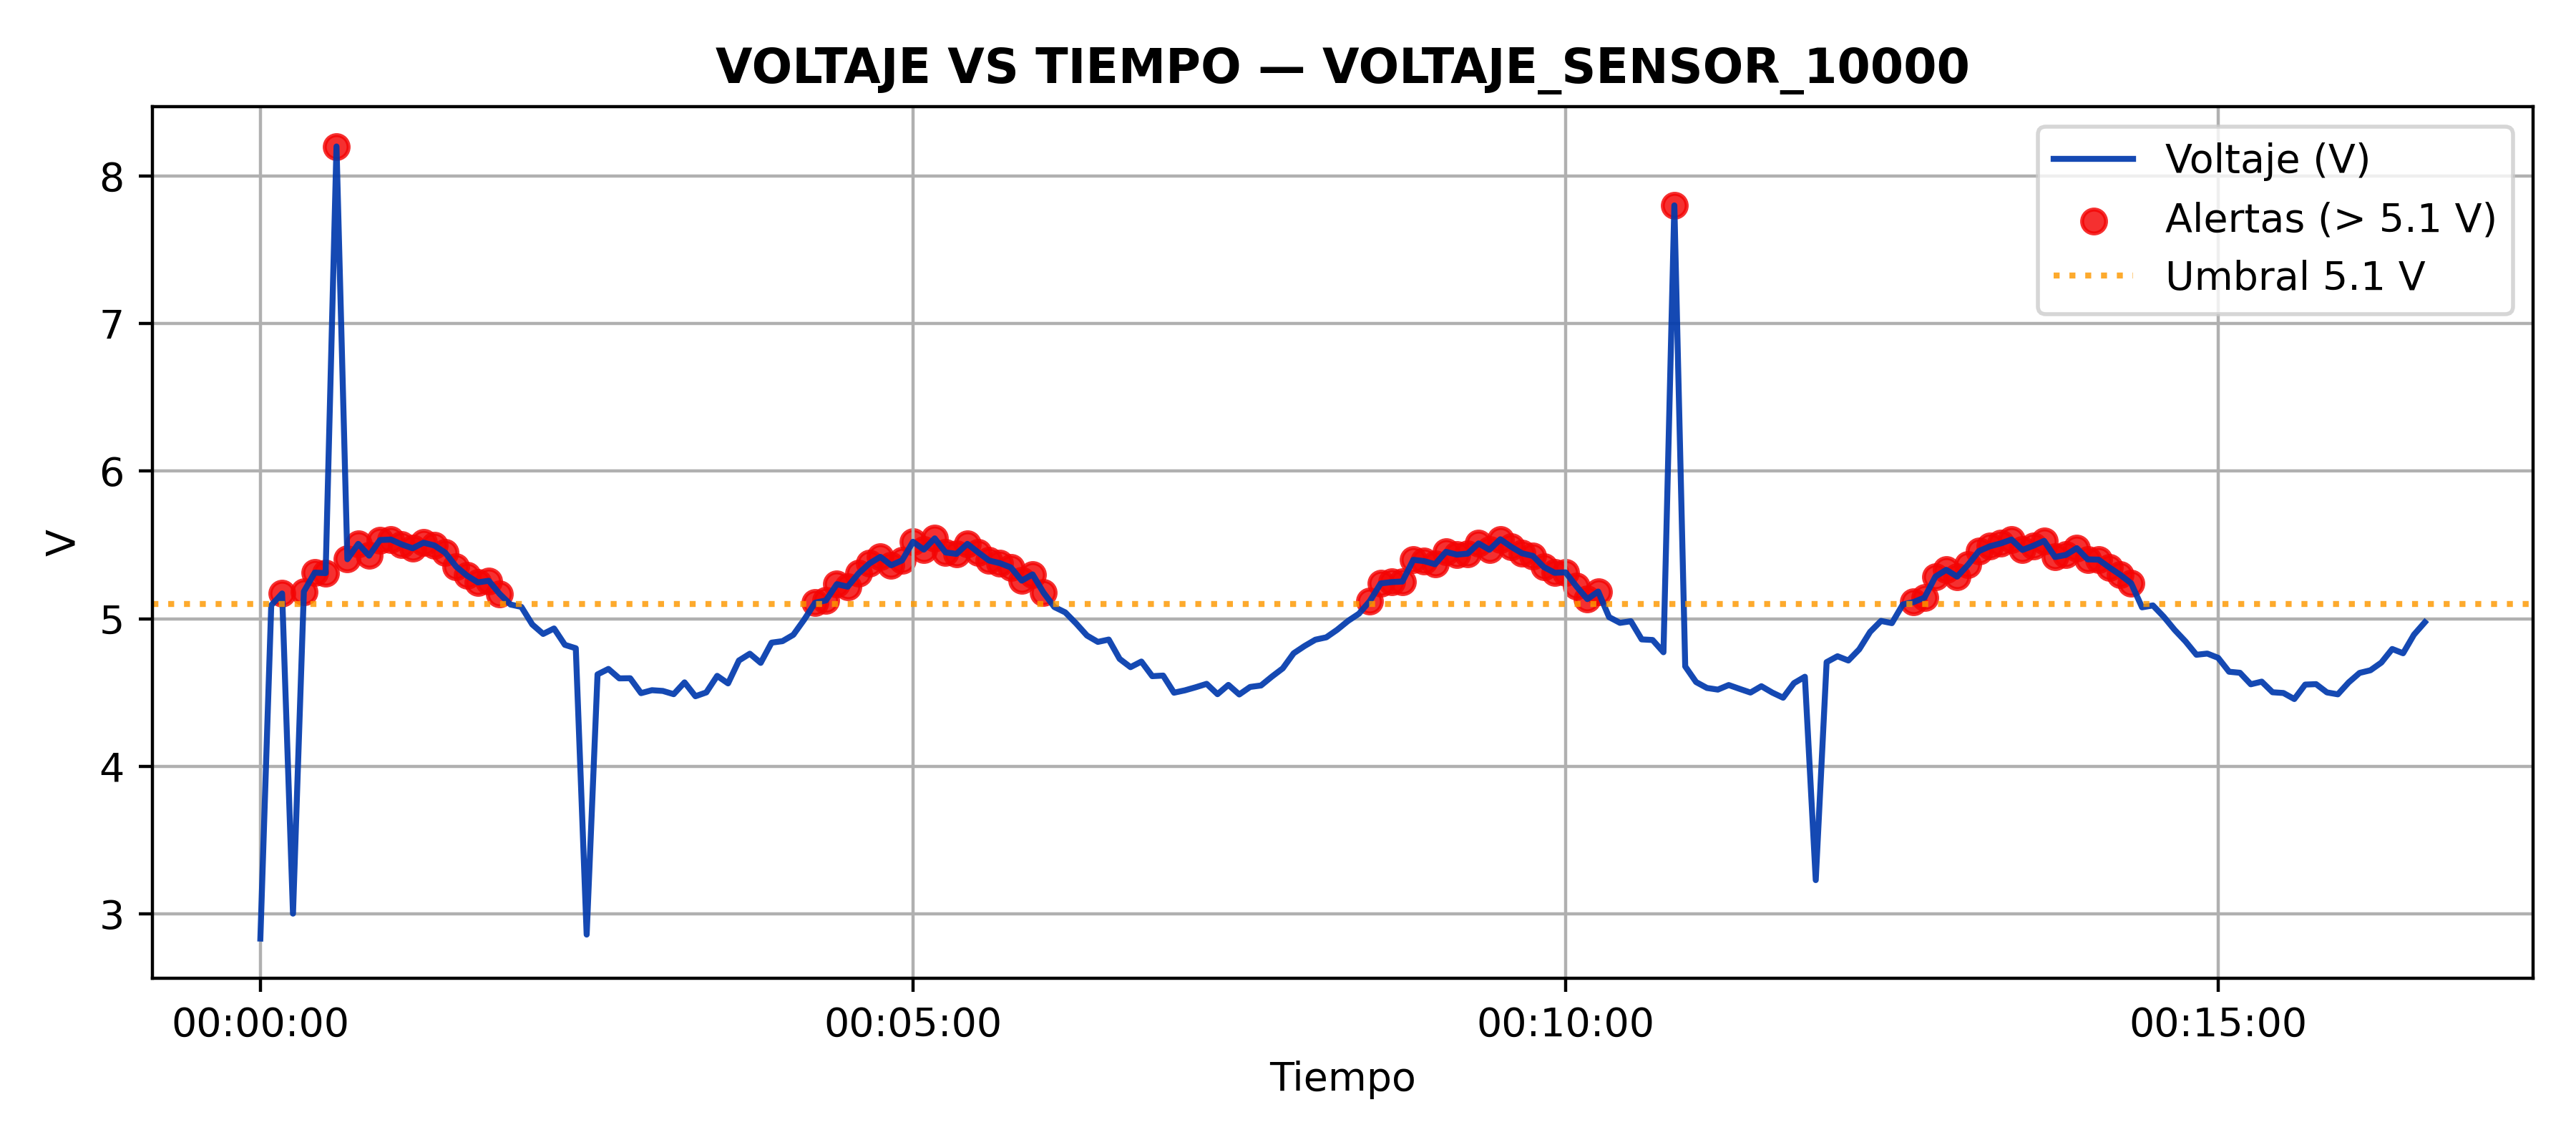 VOLTAJE VS TIEMPO — VOLTAJE_SENSOR_10000
Voltaje (V)
Alertas (> 5.1 V)
Umbral 5.1 V
8
7
6
5
4
3
V
00:00:00
00:05:00
00:10:00
00:15:00
Tiempo